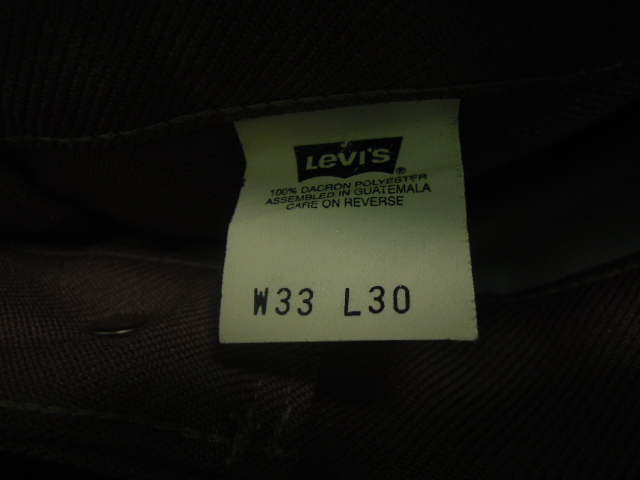 LEVI'S®
100% DACRON POLYESTER
ASSEMBLED IN GUATEMALA
CARE ON REVERSE
W33 L30